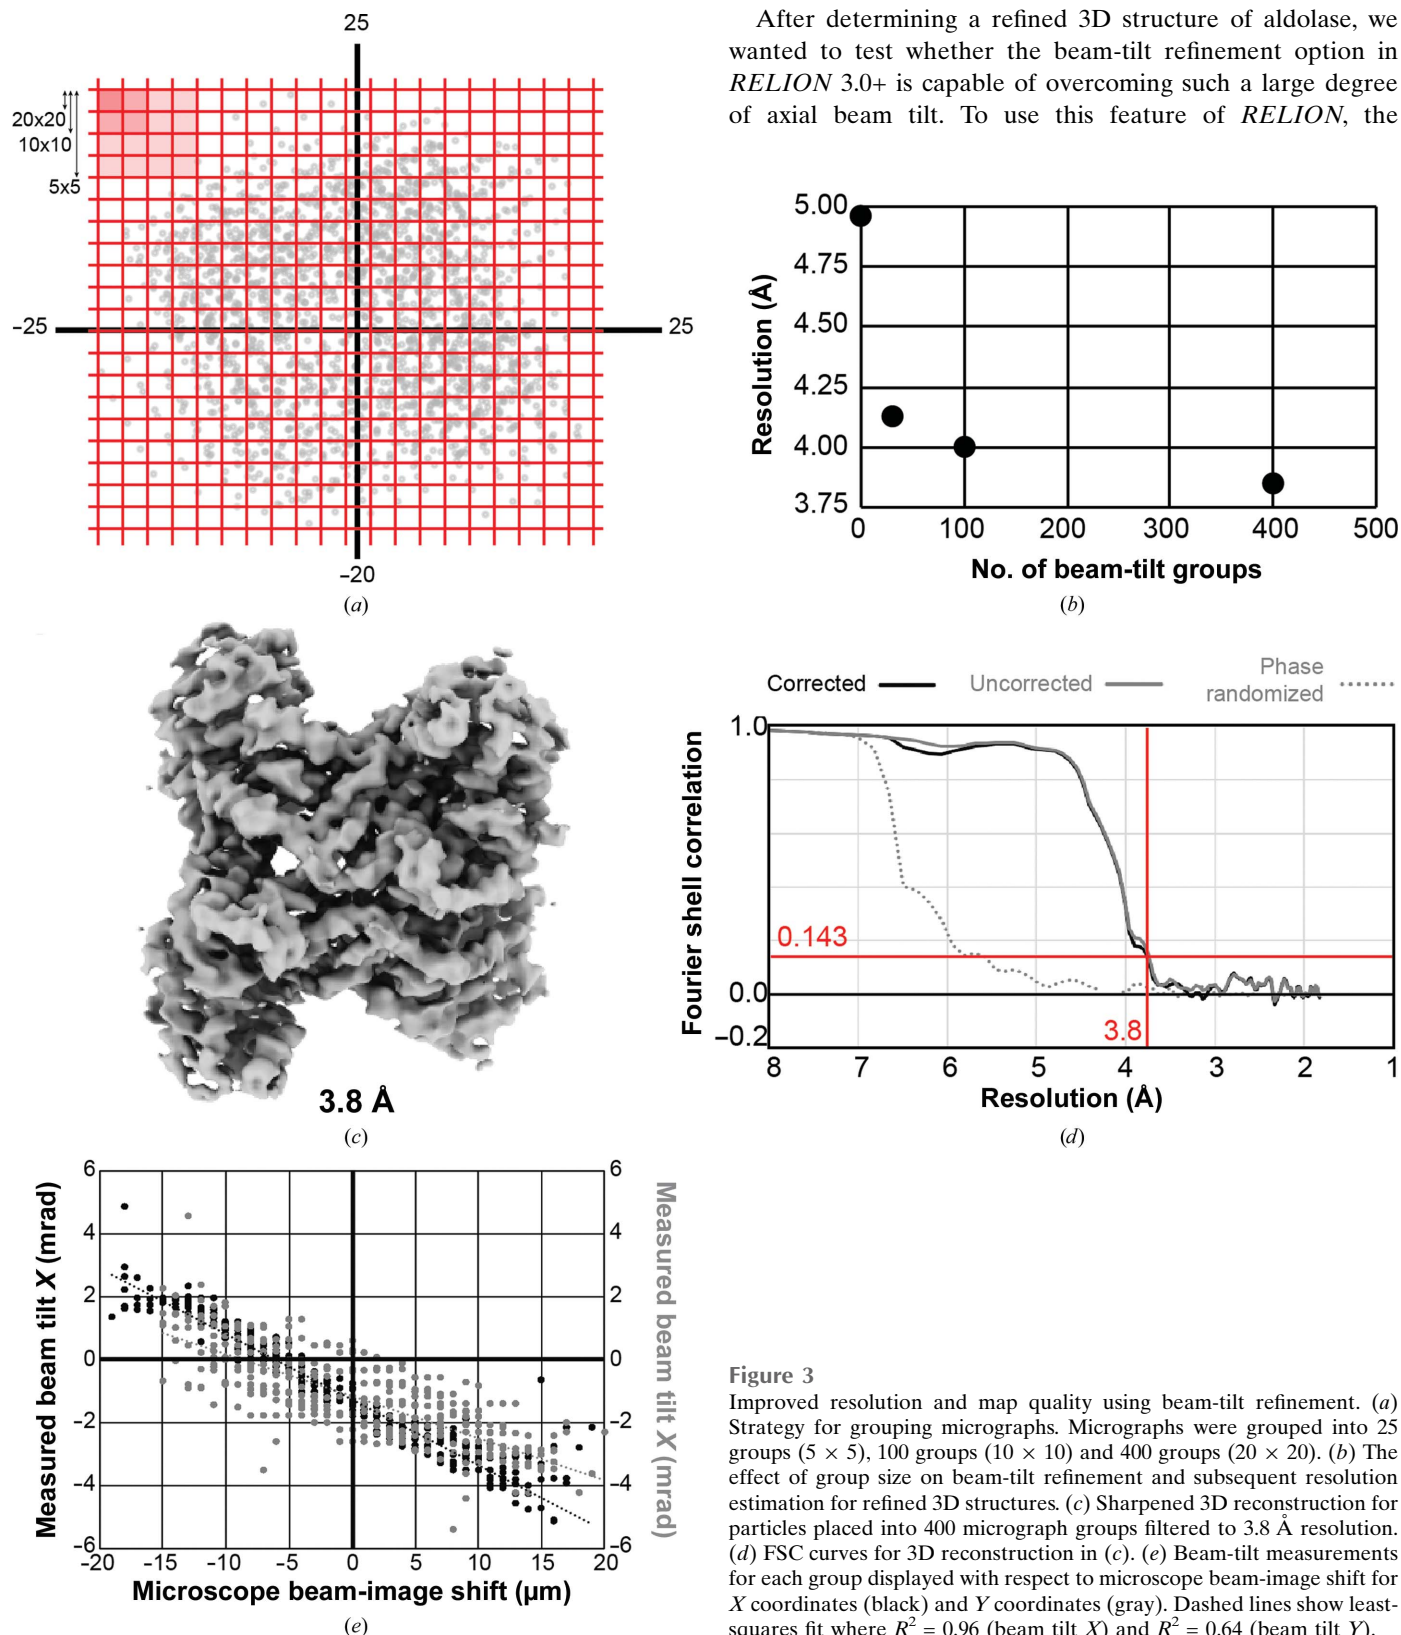 25
20x20
10x10
5x5
−25
25
−20
(a)
After determining a refined 3D structure of aldolase, we
wanted to test whether the beam-tilt refinement option in
RELION 3.0+ is capable of overcoming such a large degree
of axial beam tilt. To use this feature of RELION, the
5.00
4.75
4.50
4.25
4.00
3.75
Resolution (Å)
0 100 200 300 400 500
No. of beam-tilt groups
(b)
3.8 Å
(c)
Corrected
Uncorrected
Phase
randomized
1.0
0.143
0.0
−0.2
3.8
Fourier shell correlation
8 7 6 5 4 3 2 1
Resolution (Å)
(d)
Measured beam tilt X (mrad)
6 6
4 4
2 2
0 0
−2 −2
−4 −4
−6 −6
Measured beam tilt X (mrad)
−20 −15 −10 −5 0 5 10 15 20
Microscope beam-image shift (μm)
(e)
Figure 3
Improved resolution and map quality using beam-tilt refinement. (a)
Strategy for grouping micrographs. Micrographs were grouped into 25
groups (5 × 5), 100 groups (10 × 10) and 400 groups (20 × 20). (b) The
effect of group size on beam-tilt refinement and subsequent resolution
estimation for refined 3D structures. (c) Sharpened 3D reconstruction for
particles placed into 400 micrograph groups filtered to 3.8 Å resolution.
(d) FSC curves for 3D reconstruction in (c). (e) Beam-tilt measurements
for each group displayed with respect to microscope beam-image shift for
X coordinates (black) and Y coordinates (gray). Dashed lines show least-
squares fit where R² = 0.96 (beam tilt X) and R² = 0.64 (beam tilt Y).